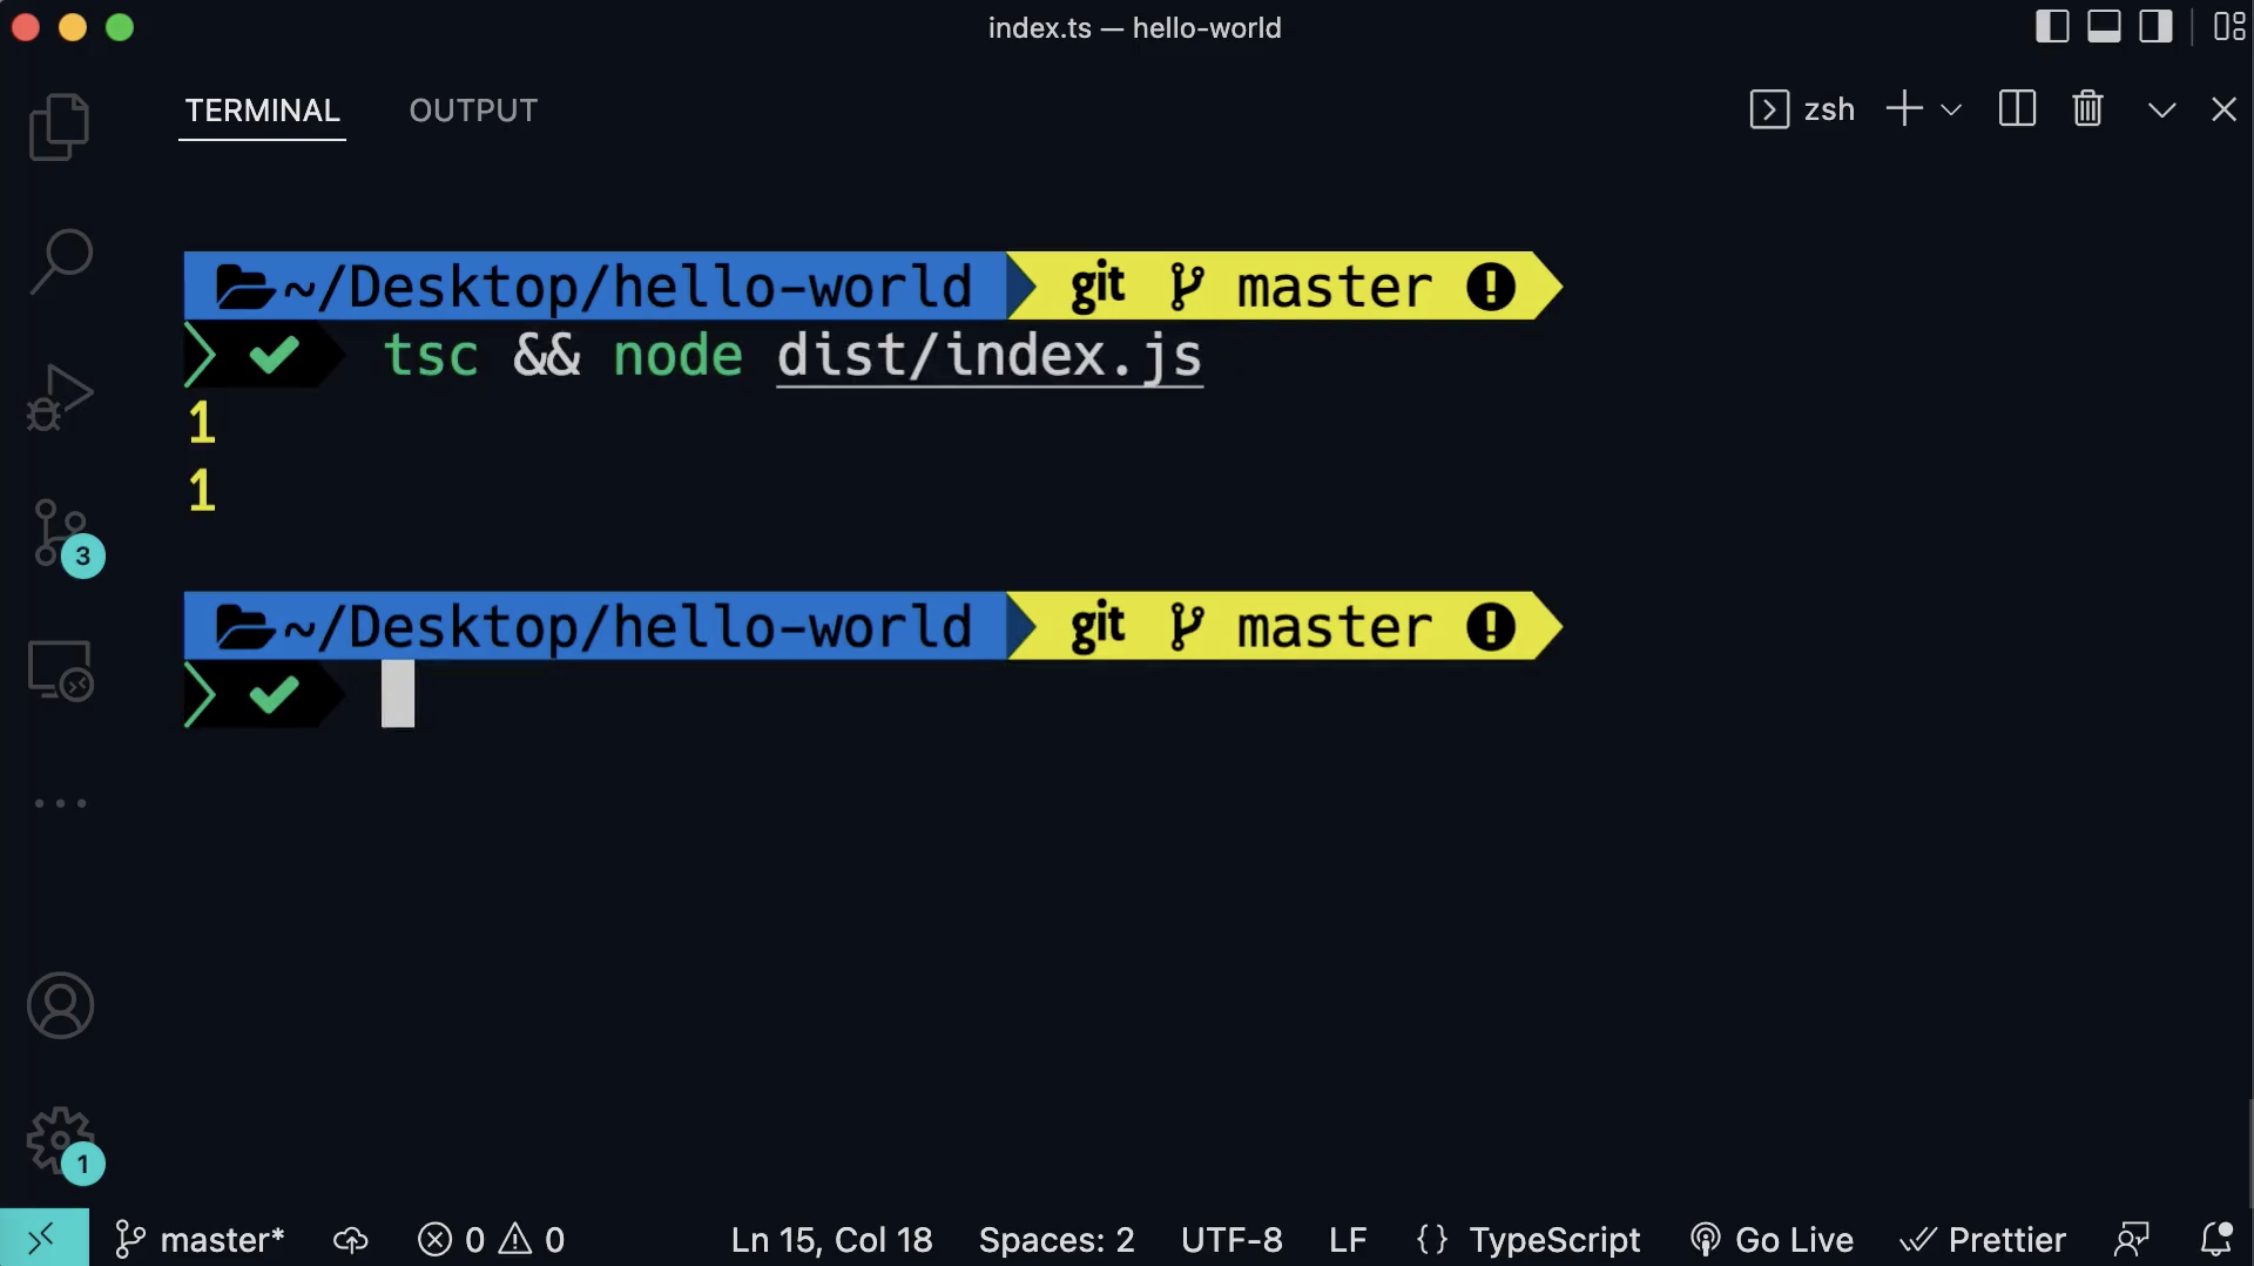 index.ts — hello-world
TERMINAL OUTPUT
zsh
~/Desktop/hello-world git master
tsc && node dist/index.js
1
1
~/Desktop/hello-world git master
3
1
master* 0 0 Ln 15, Col 18 Spaces: 2 UTF-8 LF {} TypeScript Go Live Prettier